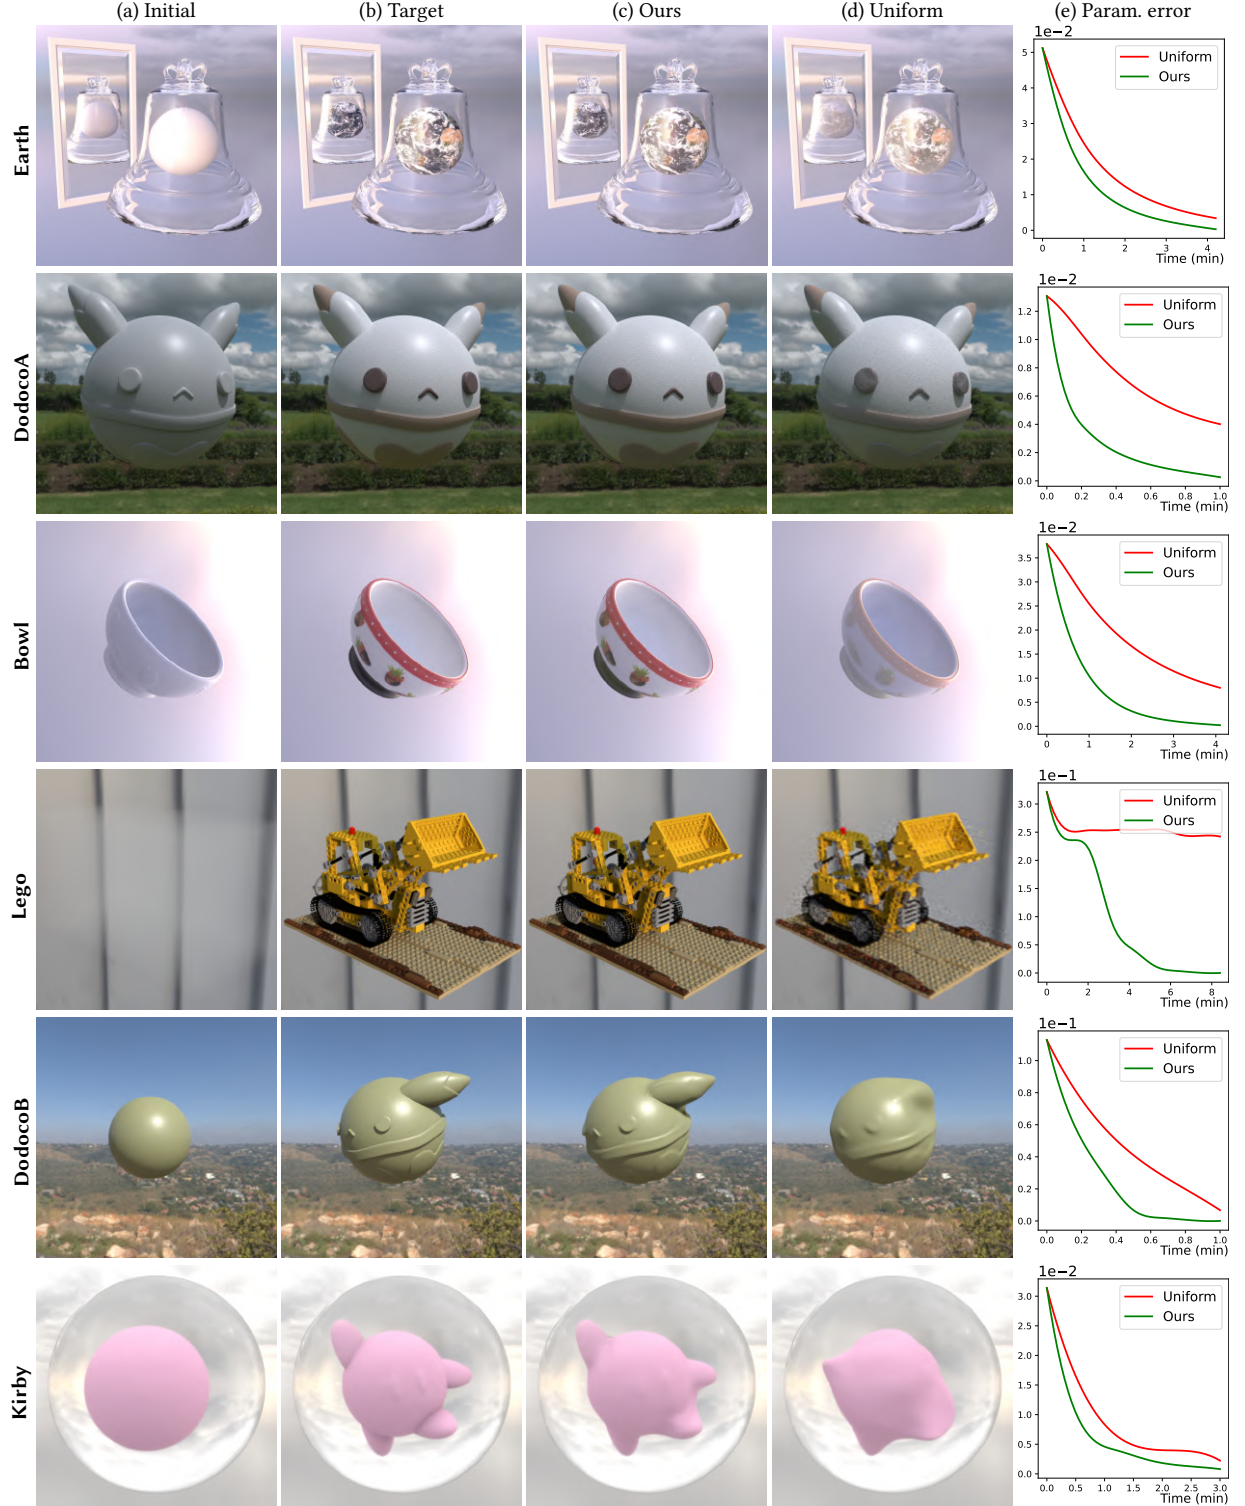 (a) Initial (b) Target (c) Ours (d) Uniform (e) Param. error
Earth
1e−2
Uniform
Ours
5
4
3
2
1
0
0 1 2 3 4
Time (min)
DodocoA
1e−2
Uniform
Ours
1.2
1.0
0.8
0.6
0.4
0.2
0.0
0.0 0.2 0.4 0.6 0.8 1.0
Time (min)
Bowl
1e−2
Uniform
Ours
3.5
3.0
2.5
2.0
1.5
1.0
0.5
0.0
0 1 2 3 4
Time (min)
Lego
1e−1
Uniform
Ours
3.0
2.5
2.0
1.5
1.0
0.5
0.0
0 2 4 6 8
Time (min)
DodocoB
1e−1
Uniform
Ours
1.0
0.8
0.6
0.4
0.2
0.0
0.0 0.2 0.4 0.6 0.8 1.0
Time (min)
Kirby
1e−2
Uniform
Ours
3.0
2.5
2.0
1.5
1.0
0.5
0.0
0.0 0.5 1.0 1.5 2.0 2.5 3.0
Time (min)